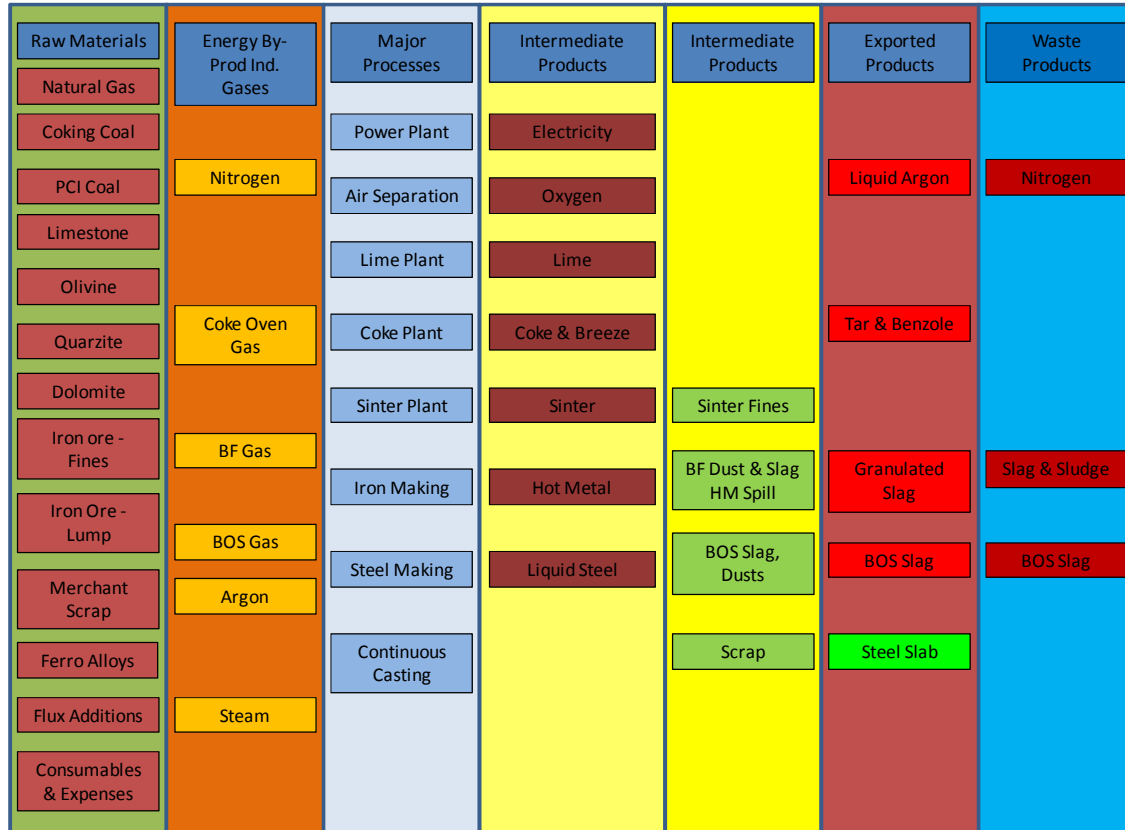 Raw Materials
Natural Gas
Coking Coal
PCI Coal
Limestone
Olivine
Quarzite
Dolomite
Iron ore -
Fines
Iron Ore -
Lump
Merchant
Scrap
Ferro Alloys
Flux Additions
Consumables
& Expenses
Energy By-
Prod Ind.
Gases
Nitrogen
Coke Oven
Gas
BF Gas
BOS Gas
Argon
Steam
Major
Processes
Power Plant
Air Separation
Lime Plant
Coke Plant
Sinter Plant
Iron Making
Steel Making
Continuous
Casting
Intermediate
Products
Electricity
Oxygen
Lime
Coke & Breeze
Sinter
Hot Metal
Liquid Steel
Intermediate
Products
Sinter Fines
BF Dust & Slag
HM Spill
BOS Slag,
Dusts
Scrap
Exported
Products
Liquid Argon
Tar & Benzole
Granulated
Slag
BOS Slag
Steel Slab
Waste
Products
Nitrogen
Slag & Sludge
BOS Slag